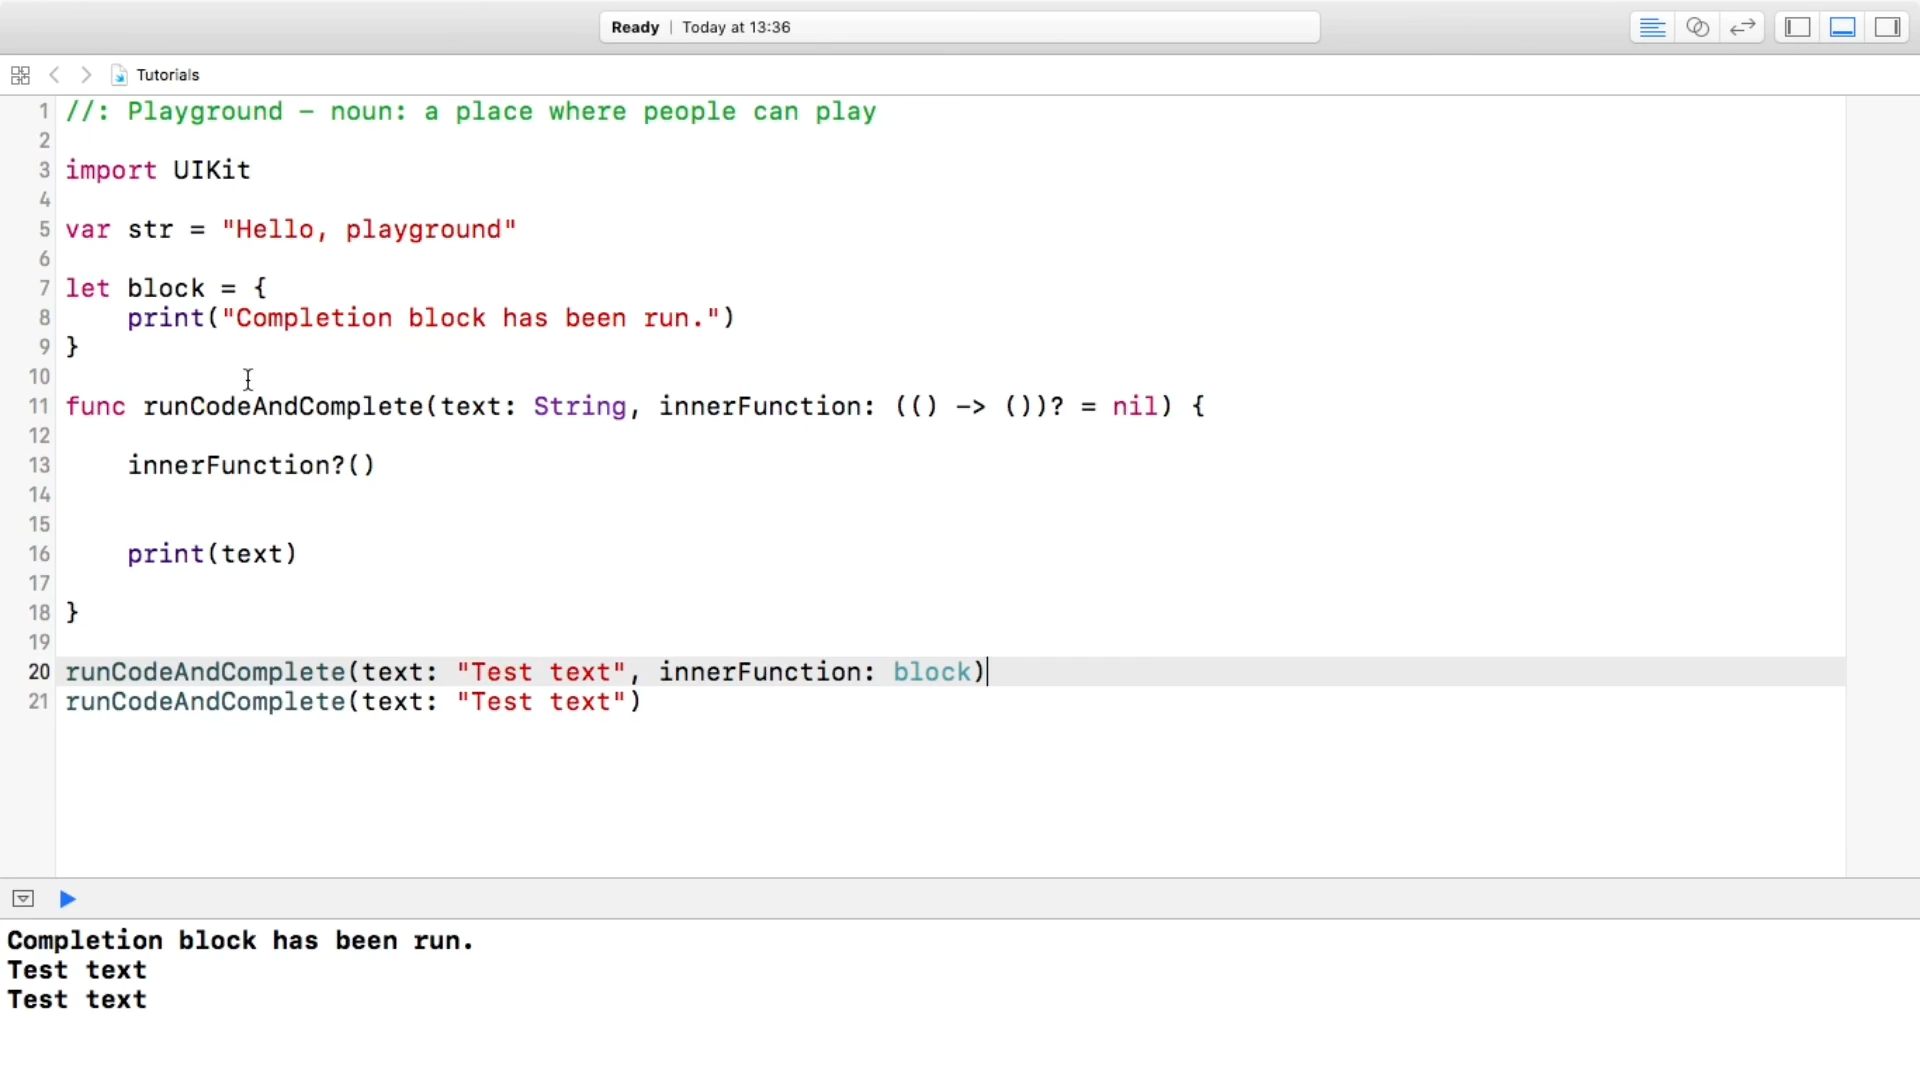 Ready | Today at 13:36
Tutorials
1 //: Playground – noun: a place where people can play
2
3 import UIKit
4
5 var str = "Hello, playground"
6
7 let block = {
8     print("Completion block has been run.")
9 }
10
11 func runCodeAndComplete(text: String, innerFunction: (() -> ())? = nil) {
12
13     innerFunction?()
14
15
16     print(text)
17
18 }
19
20 runCodeAndComplete(text: "Test text", innerFunction: block)
21 runCodeAndComplete(text: "Test text")
Completion block has been run.
Test text
Test text